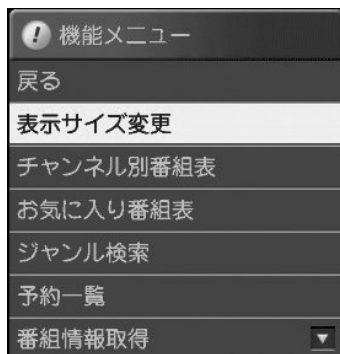 機能メニュー
戻る
表示サイズ変更
チャンネル別番組表
お気に入り番組表
ジャンル検索
予約一覧
番組情報取得